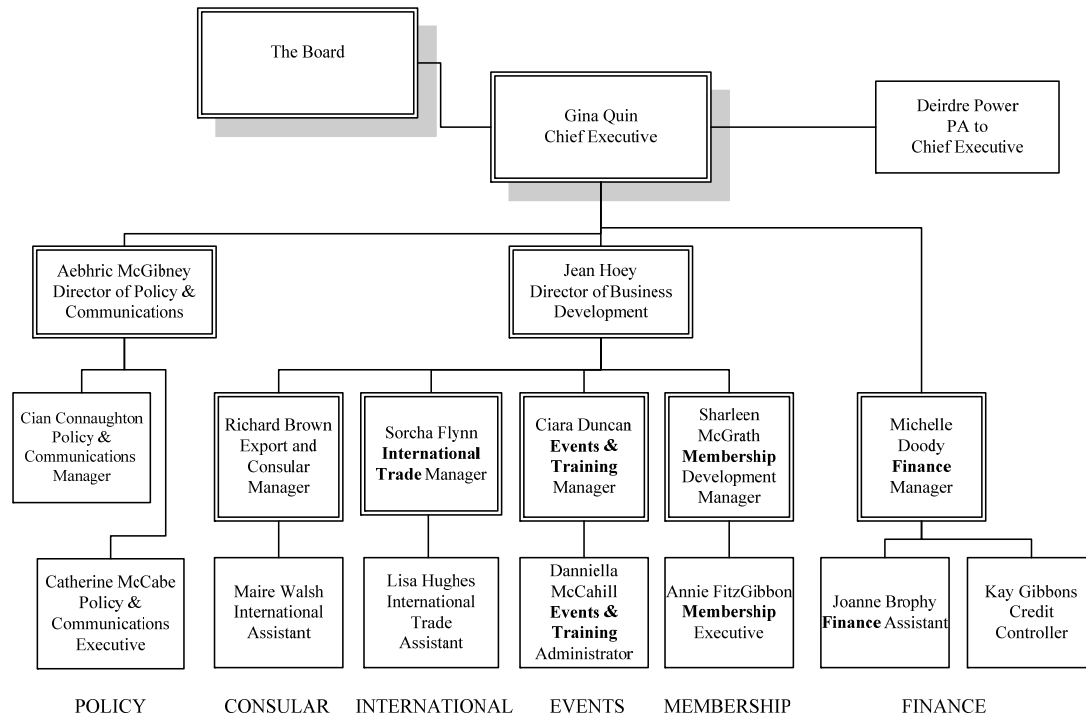 The Board
Gina Quin
Chief Executive
Deirdre Power
PA to
Chief Executive
Aebhric McGibney
Director of Policy &
Communications
Jean Hoey
Director of Business
Development
Cian Connaughton
Policy &
Communications
Manager
Richard Brown
Export and
Consular
Manager
Sorcha Flynn
International
Trade Manager
Ciara Duncan
Events &
Training
Manager
Sharleen
McGrath
Membership
Development
Manager
Michelle
Doody
Finance
Manager
Catherine McCabe
Policy &
Communications
Executive
Maire Walsh
International
Assistant
Lisa Hughes
International
Trade
Assistant
Danniella
McCahill
Events &
Training
Administrator
Annie FitzGibbon
Membership
Executive
Joanne Brophy
Finance Assistant
Kay Gibbons
Credit
Controller
POLICY CONSULAR INTERNATIONAL EVENTS MEMBERSHIP FINANCE